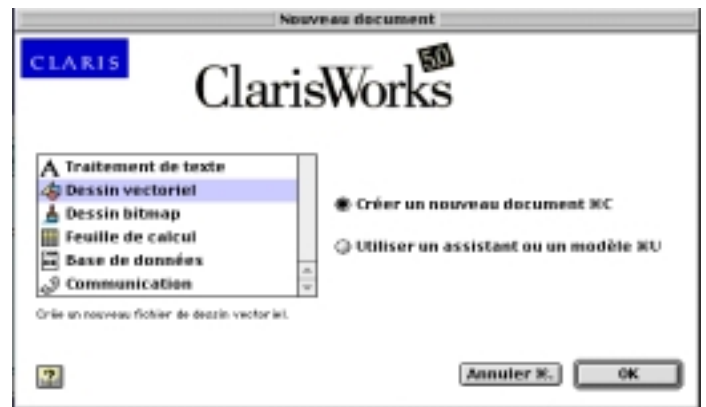 Nouveau document
CLARIS
ClarisWorks 5.0
Traitement de texte
Dessin vectoriel
Dessin bitmap
Feuille de calcul
Base de données
Communication
Crée un nouveau fichier de dessin vectoriel.
Créer un nouveau document ⌘C
Utiliser un assistant ou un modèle ⌘U
?
Annuler ⌘.
OK